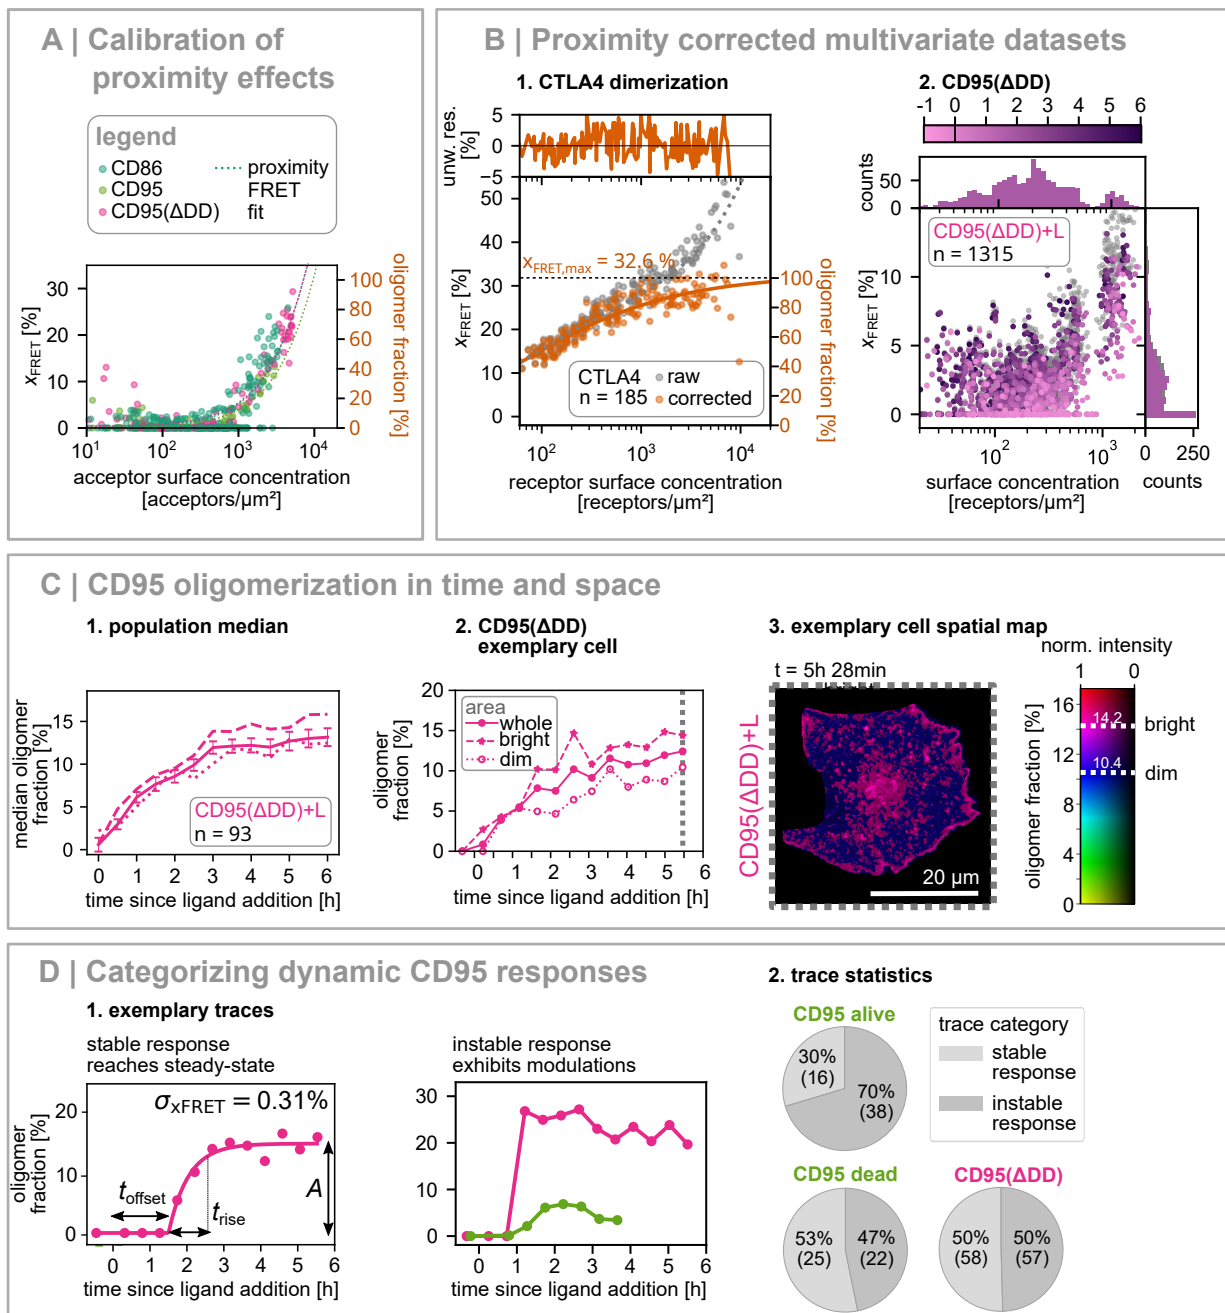 A | Calibration of
proximity effects
legend
CD86
CD95
CD95(ΔDD)
proximity
FRET
fit
30
20
10
0
xFRET [%]
100
80
60
40
20
0
oligomer
fraction [%]
10¹ 10² 10³ 10⁴
acceptor surface concentration
[acceptors/µm²]
B | Proximity corrected multivariate datasets
1. CTLA4 dimerization
5
0
−5
unw. res.
[%]
50
40
30
20
10
0
xFRET [%]
xFRET,max = 32.6 %
100
80
60
40
20
0
oligomer fraction [%]
CTLA4
n = 185
raw
corrected
10² 10³ 10⁴
receptor surface concentration
[receptors/µm²]
2. CD95(ΔDD)
-1 0 1 2 3 4 5 6
counts
50
0
CD95(ΔDD)+L
n = 1315
10
5
0
xFRET [%]
10² 10³
surface concentration
[receptors/µm²]
0 250
counts
C | CD95 oligomerization in time and space
1. population median
15
10
5
0
median oligomer
fraction [%]
CD95(ΔDD)+L
n = 93
0 1 2 3 4 5 6
time since ligand addition [h]
2. CD95(ΔDD)
exemplary cell
20
15
10
5
0
oligomer
fraction [%]
area
whole
bright
dim
0 1 2 3 4 5 6
time since ligand addition [h]
3. exemplary cell spatial map
t = 5h 28min
CD95(ΔDD)+L
20 µm
norm. intensity
1 0
15
10
5
0
oligomer fraction [%]
14.2
bright
10.4
dim
D | Categorizing dynamic CD95 responses
1. exemplary traces
stable response
reaches steady-state
20
10
0
oligomer
fraction [%]
σxFRET = 0.31%
toffset
trise
A
0 1 2 3 4 5 6
time since ligand addition [h]
instable response
exhibits modulations
30
20
10
0
0 1 2 3 4 5 6
time since ligand addition [h]
2. trace statistics
CD95 alive
30%
(16)
70%
(38)
trace category
stable
response
instable
response
CD95 dead
53%
(25)
47%
(22)
CD95(ΔDD)
50%
(58)
50%
(57)